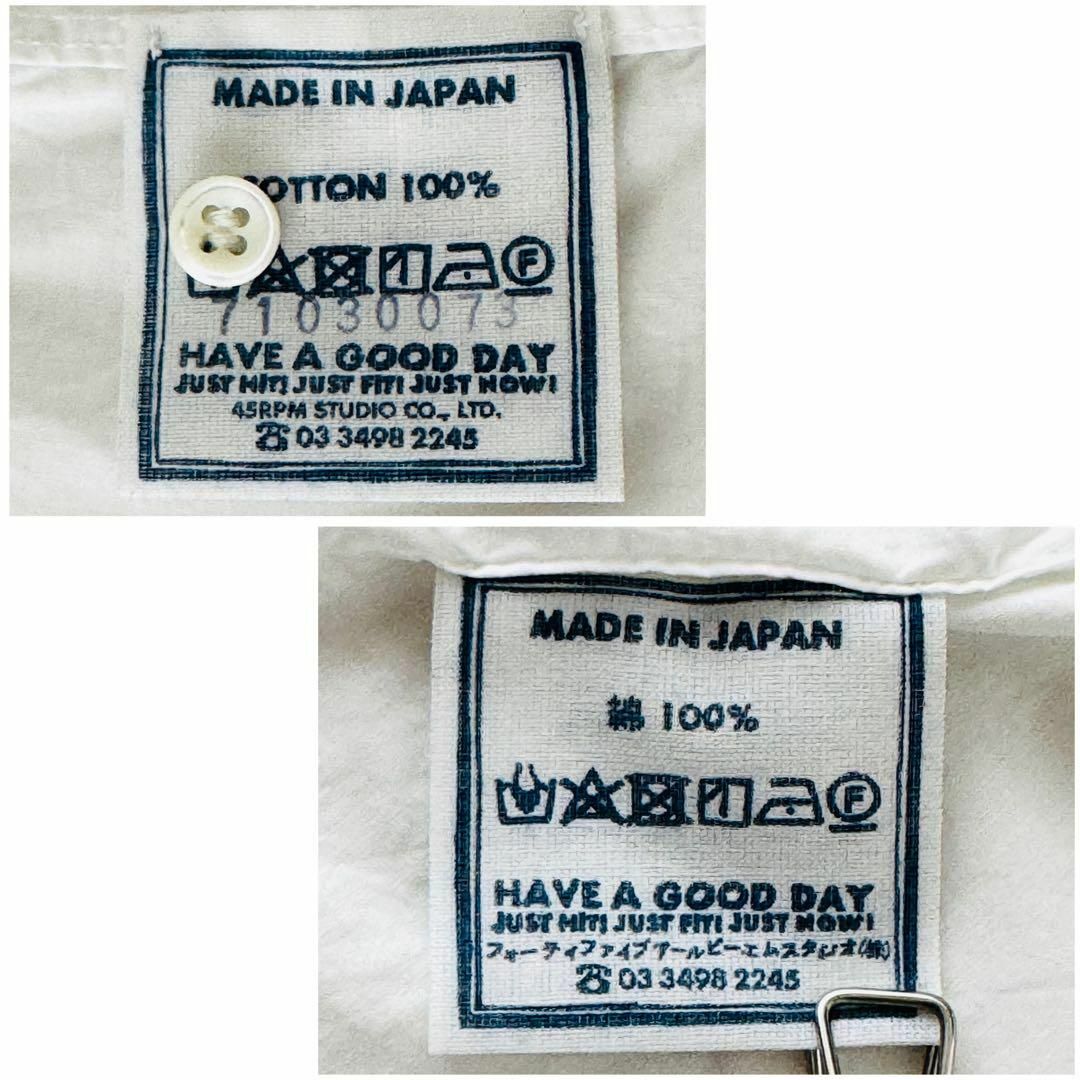 MADE IN JAPAN
COTTON 100%
F
71030073
HAVE A GOOD DAY
JUST HIT! JUST FIT! JUST NOW!
45RPM STUDIO CO., LTD.
☎ 03 3498 2245
MADE IN JAPAN
綿 100%
F
HAVE A GOOD DAY
JUST HIT! JUST FIT! JUST NOW!
フォーティファイブアールピーエムスタジオ(株)
☎ 03 3498 2245